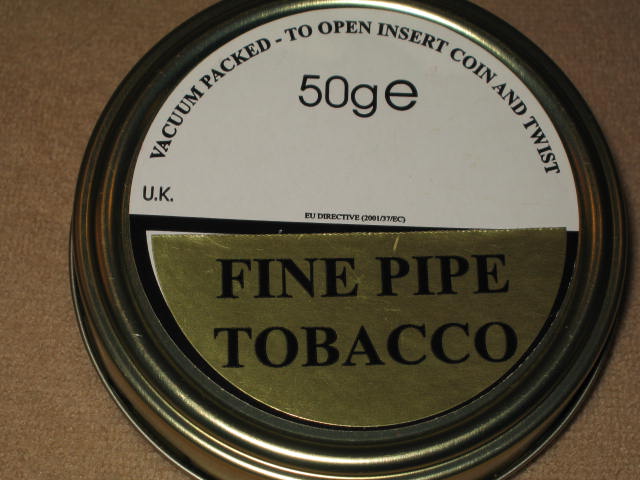 VACUUM PACKED - TO OPEN INSERT COIN AND TWIST
50g e
U.K.
EU DIRECTIVE (2001/37/EC)
FINE PIPE
TOBACCO